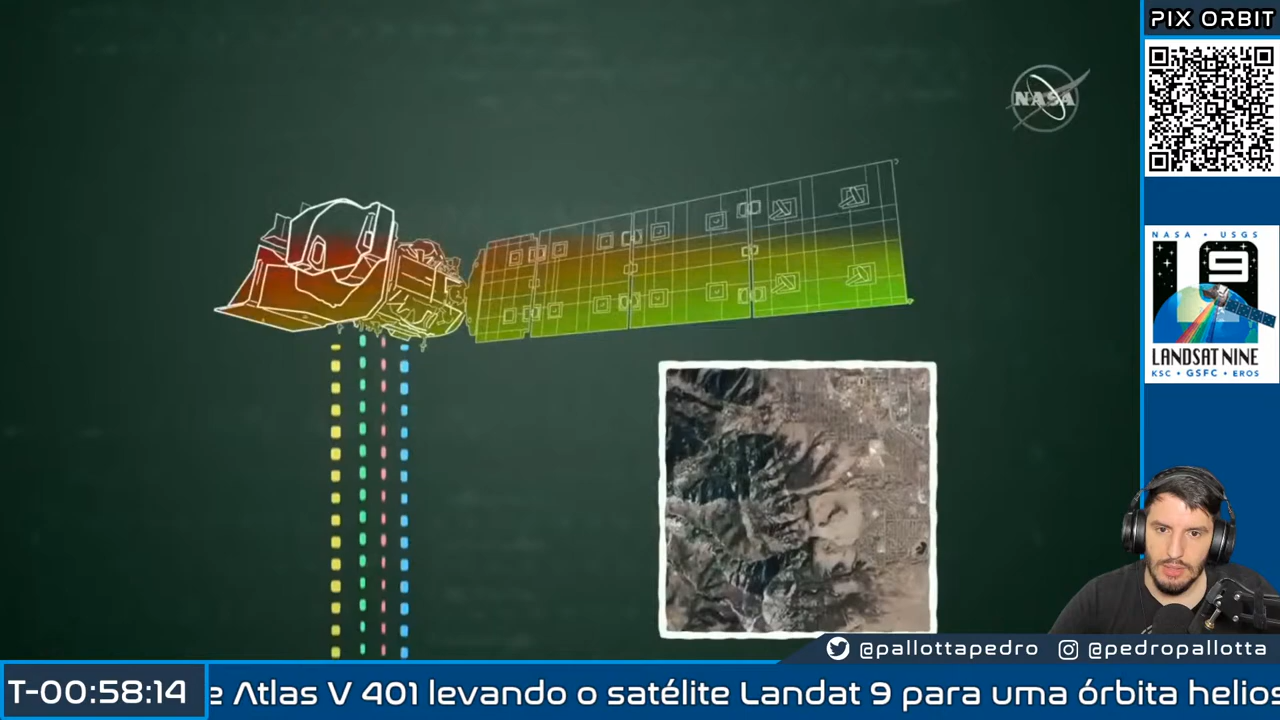 PIX ORBIT
NASA
NASA • USGS
L9
LANDSAT NINE
KSC • GSFC • EROS
@pallottapedro @pedropallotta
T-00:58:14
e Atlas V 401 levando o satélite Landat 9 para uma órbita helios